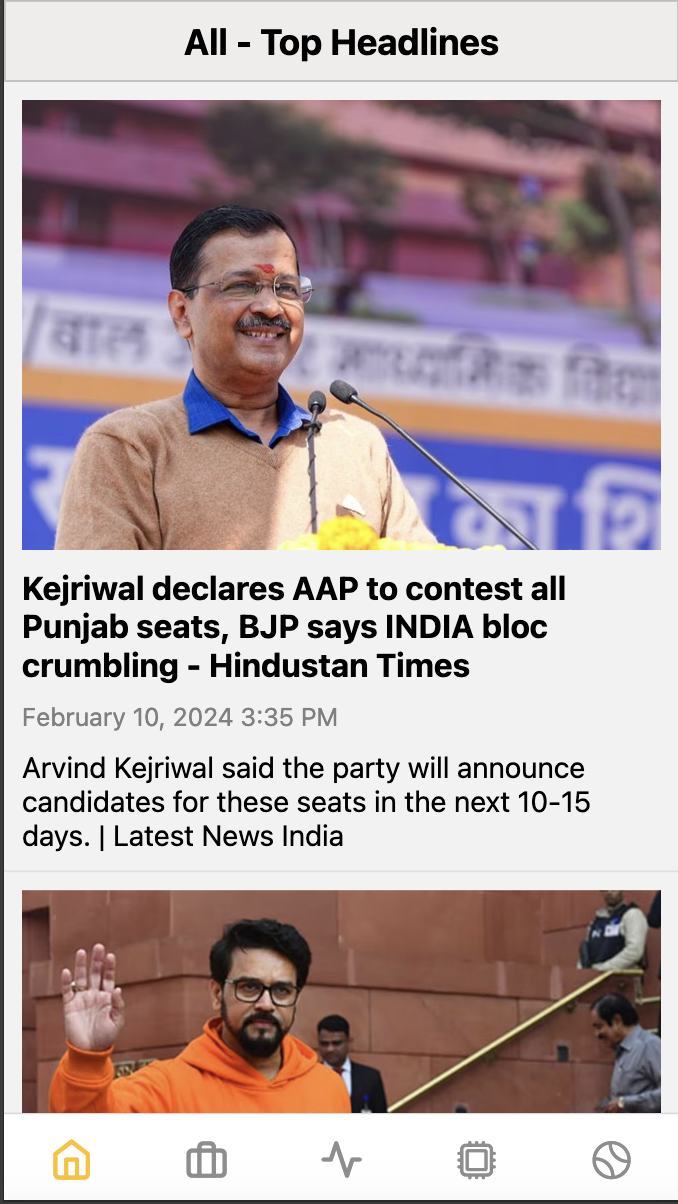 All - Top Headlines
/वाल
माध्यमिक विद्या
का शि
Kejriwal declares AAP to contest all
Punjab seats, BJP says INDIA bloc
crumbling - Hindustan Times
February 10, 2024 3:35 PM
Arvind Kejriwal said the party will announce
candidates for these seats in the next 10-15
days. | Latest News India